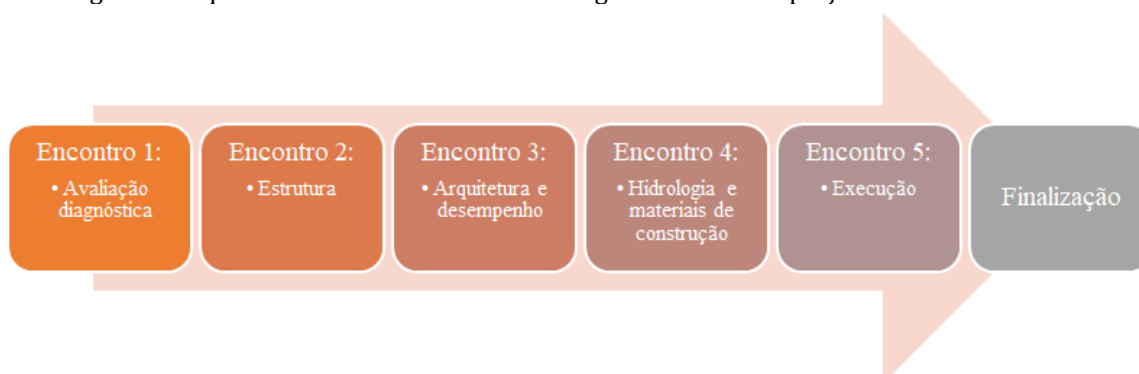 Encontro 1:
• Avaliação
diagnóstica
Encontro 2:
• Estrutura
Encontro 3:
• Arquitetura e
desempenho
Encontro 4:
• Hidrologia e
materiais de
construção
Encontro 5:
• Execução
Finalização